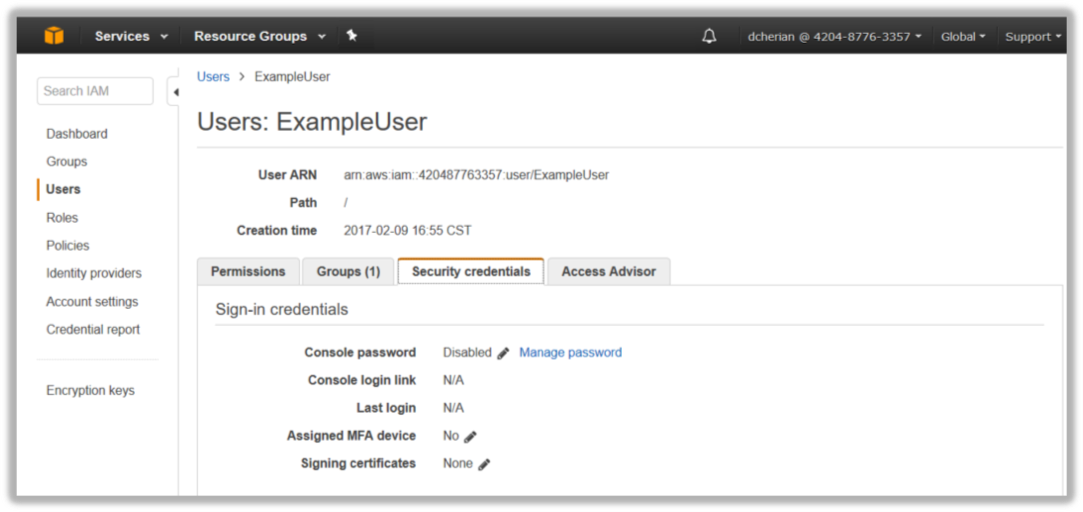 Services Resource Groups dcherian @ 4204-8776-3357 Global Support
Search IAM
Dashboard
Groups
Users
Roles
Policies
Identity providers
Account settings
Credential report
Encryption keys
Users > ExampleUser
Users: ExampleUser
User ARN arn:aws:iam::420487763357:user/ExampleUser
Path /
Creation time 2017-02-09 16:55 CST
Permissions Groups (1) Security credentials Access Advisor
Sign-in credentials
Console password Disabled Manage password
Console login link N/A
Last login N/A
Assigned MFA device No
Signing certificates None